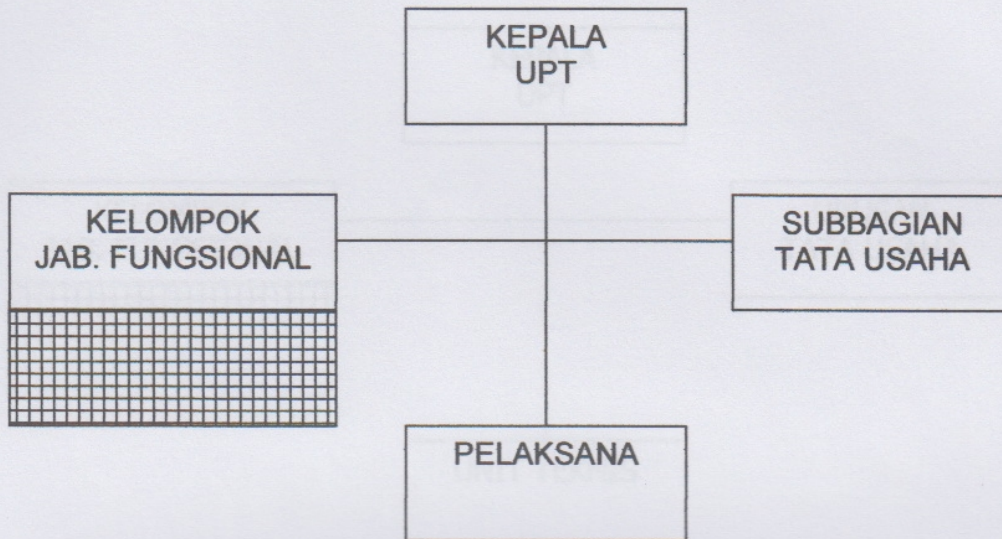 KEPALA
UPT
KELOMPOK
JAB. FUNGSIONAL
SUBBAGIAN
TATA USAHA
PELAKSANA